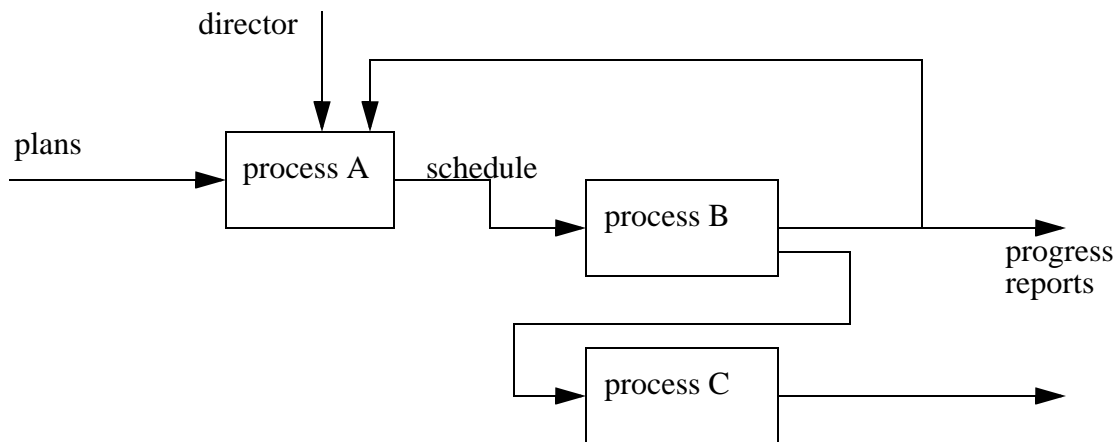 director
plans
process A
schedule
process B
progress
reports
process C